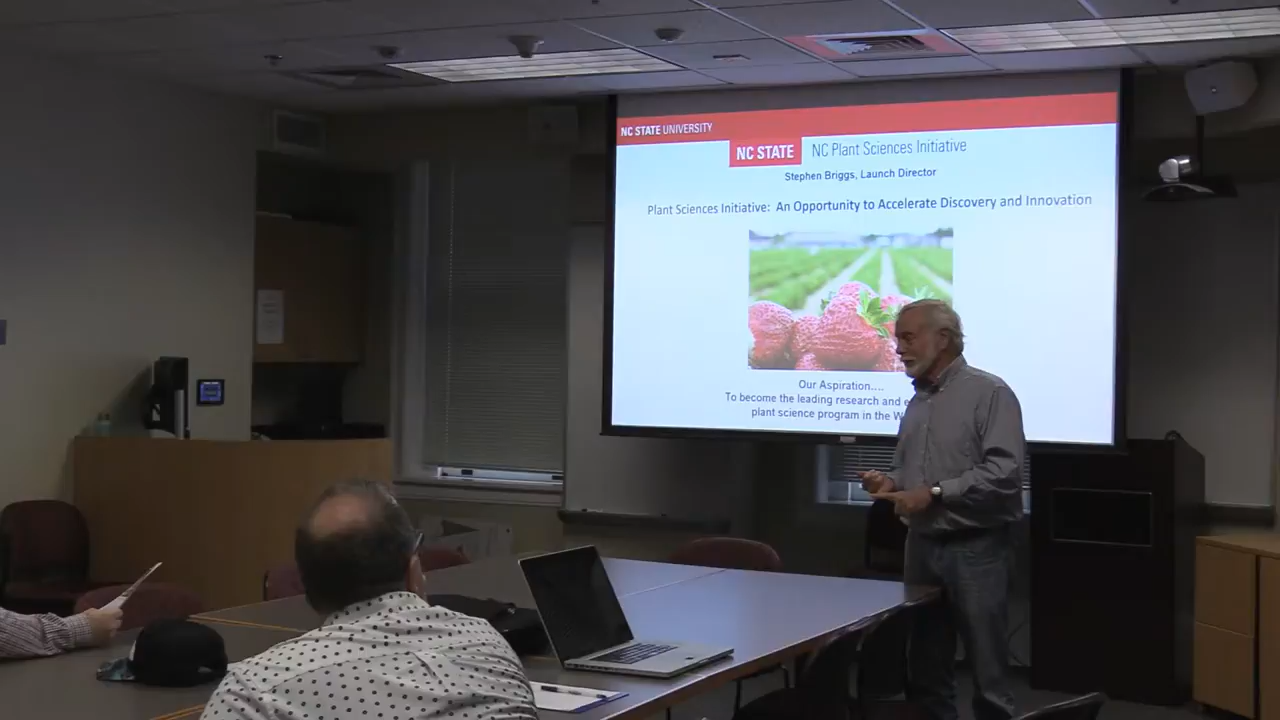 NC STATE UNIVERSITY
NC STATE NC Plant Sciences Initiative
Stephen Briggs, Launch Director
Plant Sciences Initiative: An Opportunity to Accelerate Discovery and Innovation
Our Aspiration....
To become the leading research and
plant science program in the